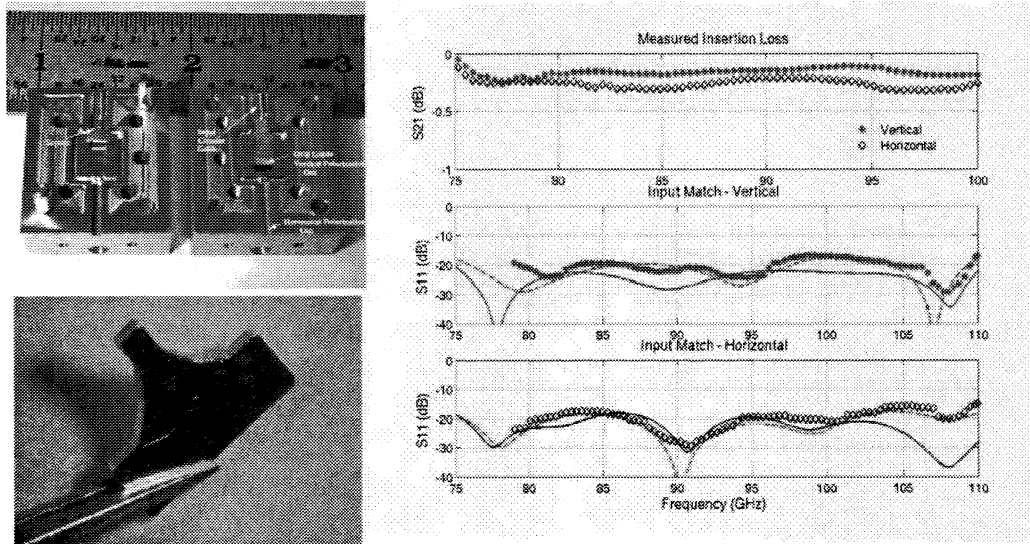 1 2 3
Measured Insertion Loss
0
-0.5
-1
S21 (dB)
Vertical
Horizontal
75 80 85 90 95 100
Input Match - Vertical
0
-10
-20
-30
-40
S11 (dB)
75 80 85 90 95 100 105 110
Input Match - Horizontal
0
-10
-20
-30
-40
S11 (dB)
75 80 85 90 95 100 105 110
Frequency (GHz)